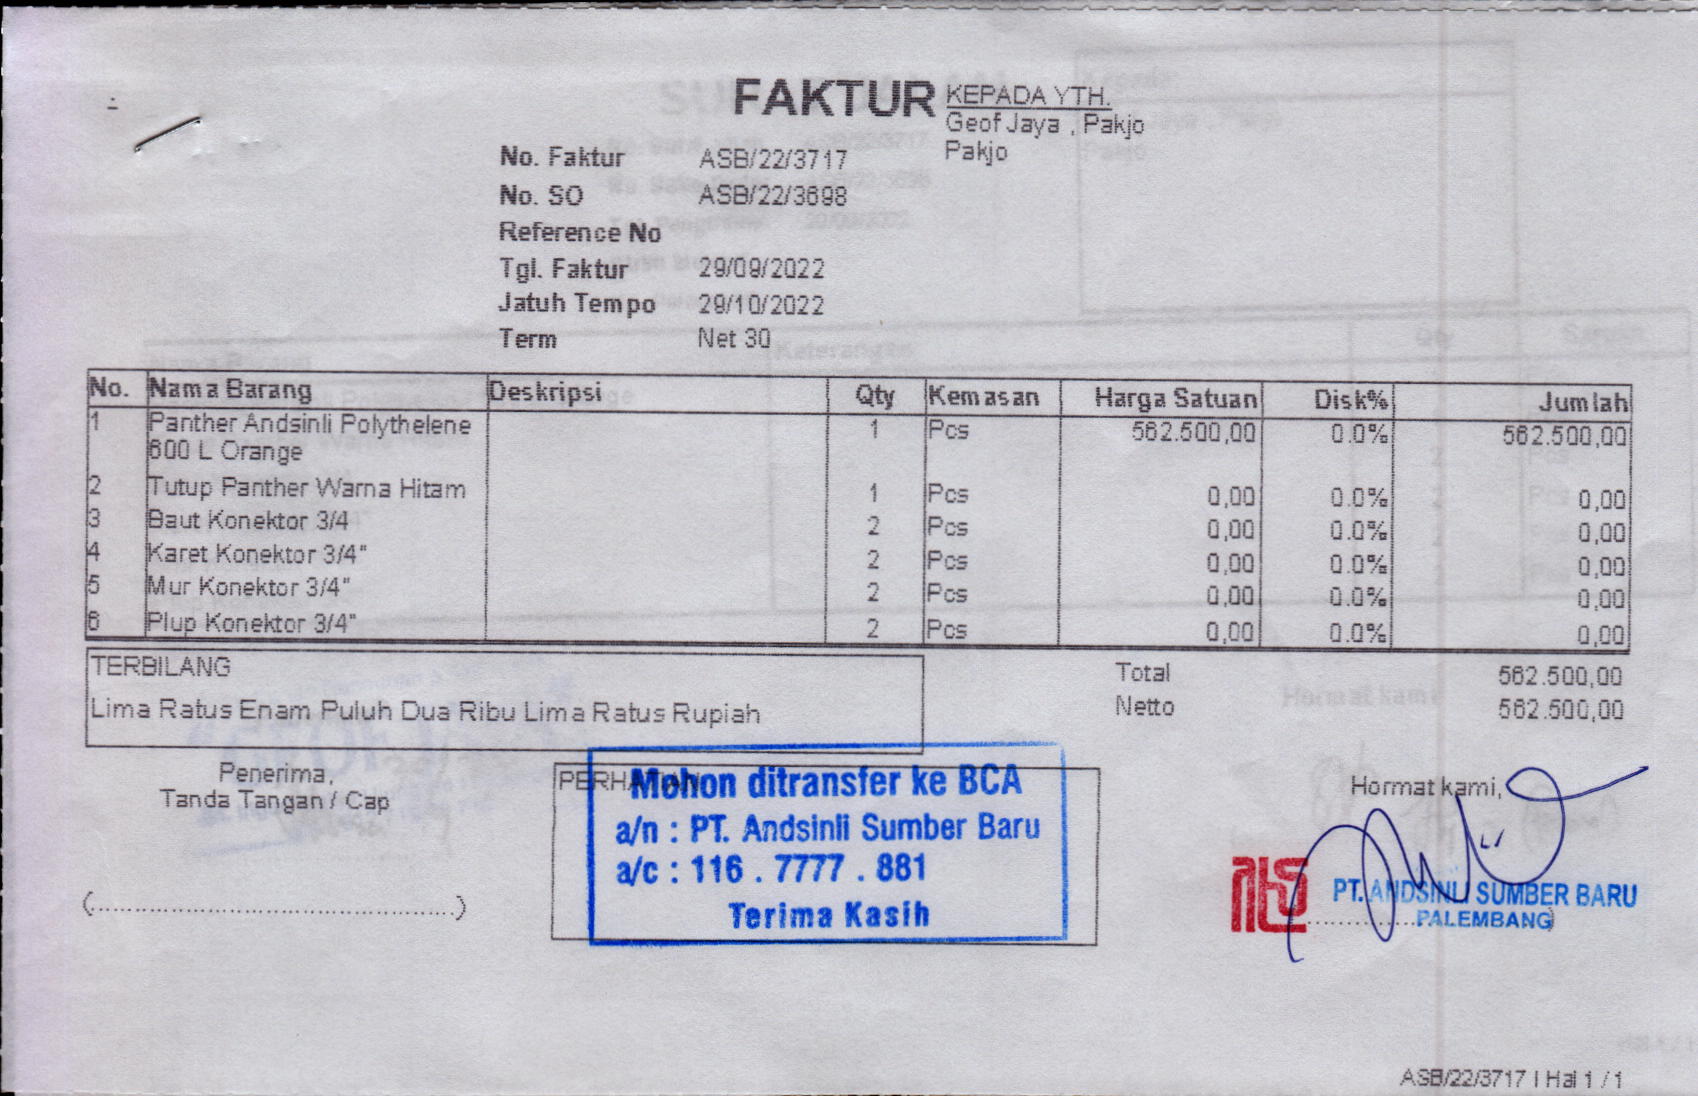 FAKTUR
KEPADA YTH.
Geof Jaya , Pakjo
Pakjo
No. Faktur ASB/22/3717
No. SO ASB/22/3698
Reference No
Tgl. Faktur 29/09/2022
Jatuh Tempo 29/10/2022
Term Net 30
No. Nama Barang Deskripsi Qty Kemasan Harga Satuan Disk% Jumlah
1 Panther Andsinli Polythelene 1 Pcs 562.500,00 0.0% 562.500,00
600 L Orange
2 Tutup Panther Warna Hitam 1 Pcs 0,00 0.0% 0,00
3 Baut Konektor 3/4 2 Pcs 0,00 0.0% 0,00
4 Karet Konektor 3/4" 2 Pcs 0,00 0.0% 0,00
5 Mur Konektor 3/4" 2 Pcs 0,00 0.0% 0,00
6 Plup Konektor 3/4" 2 Pcs 0,00 0.0% 0,00
TERBILANG
Lima Ratus Enam Puluh Dua Ribu Lima Ratus Rupiah
Total 562.500,00
Netto 562.500,00
Penerima,
Tanda Tangan / Cap
(..............................................)
PERHATIAN
Mohon ditransfer ke BCA
a/n : PT. Andsinli Sumber Baru
a/c : 116 . 7777 . 881
Terima Kasih
Hormat kami,
PT. ANDSINLI SUMBER BARU
PALEMBANG
ASB/22/3717 | Hal 1 / 1